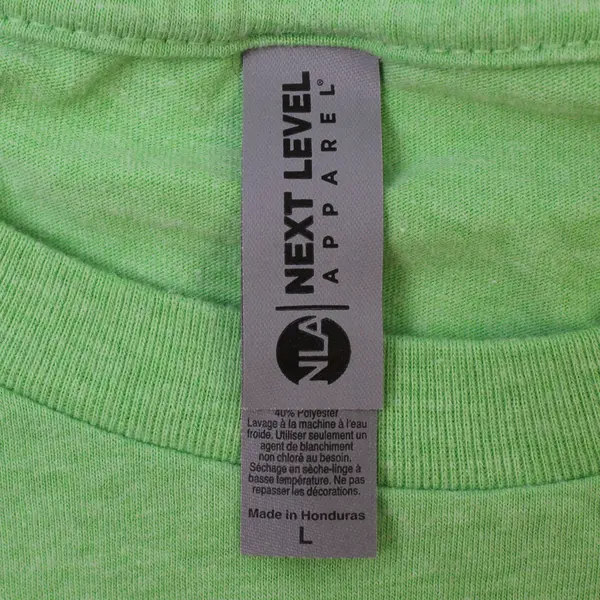 NEXT LEVEL
APPAREL®
NLA
40% Polyester
Lavage à la machine à l'eau
froide. Utiliser seulement un
agent de blanchiment
non chloré au besoin.
Séchage en sèche-linge à
basse température. Ne pas
repasser les décorations.
Made in Honduras
L